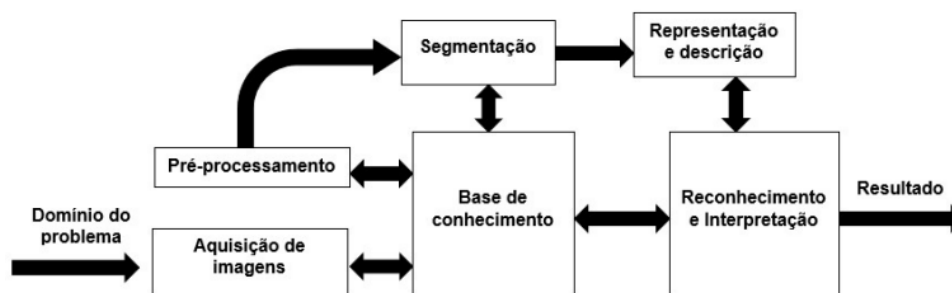 Segmentação
Representação
e descrição
Pré-processamento
Base de
conhecimento
Reconhecimento
e Interpretação
Resultado
Domínio do
problema
Aquisição de
imagens